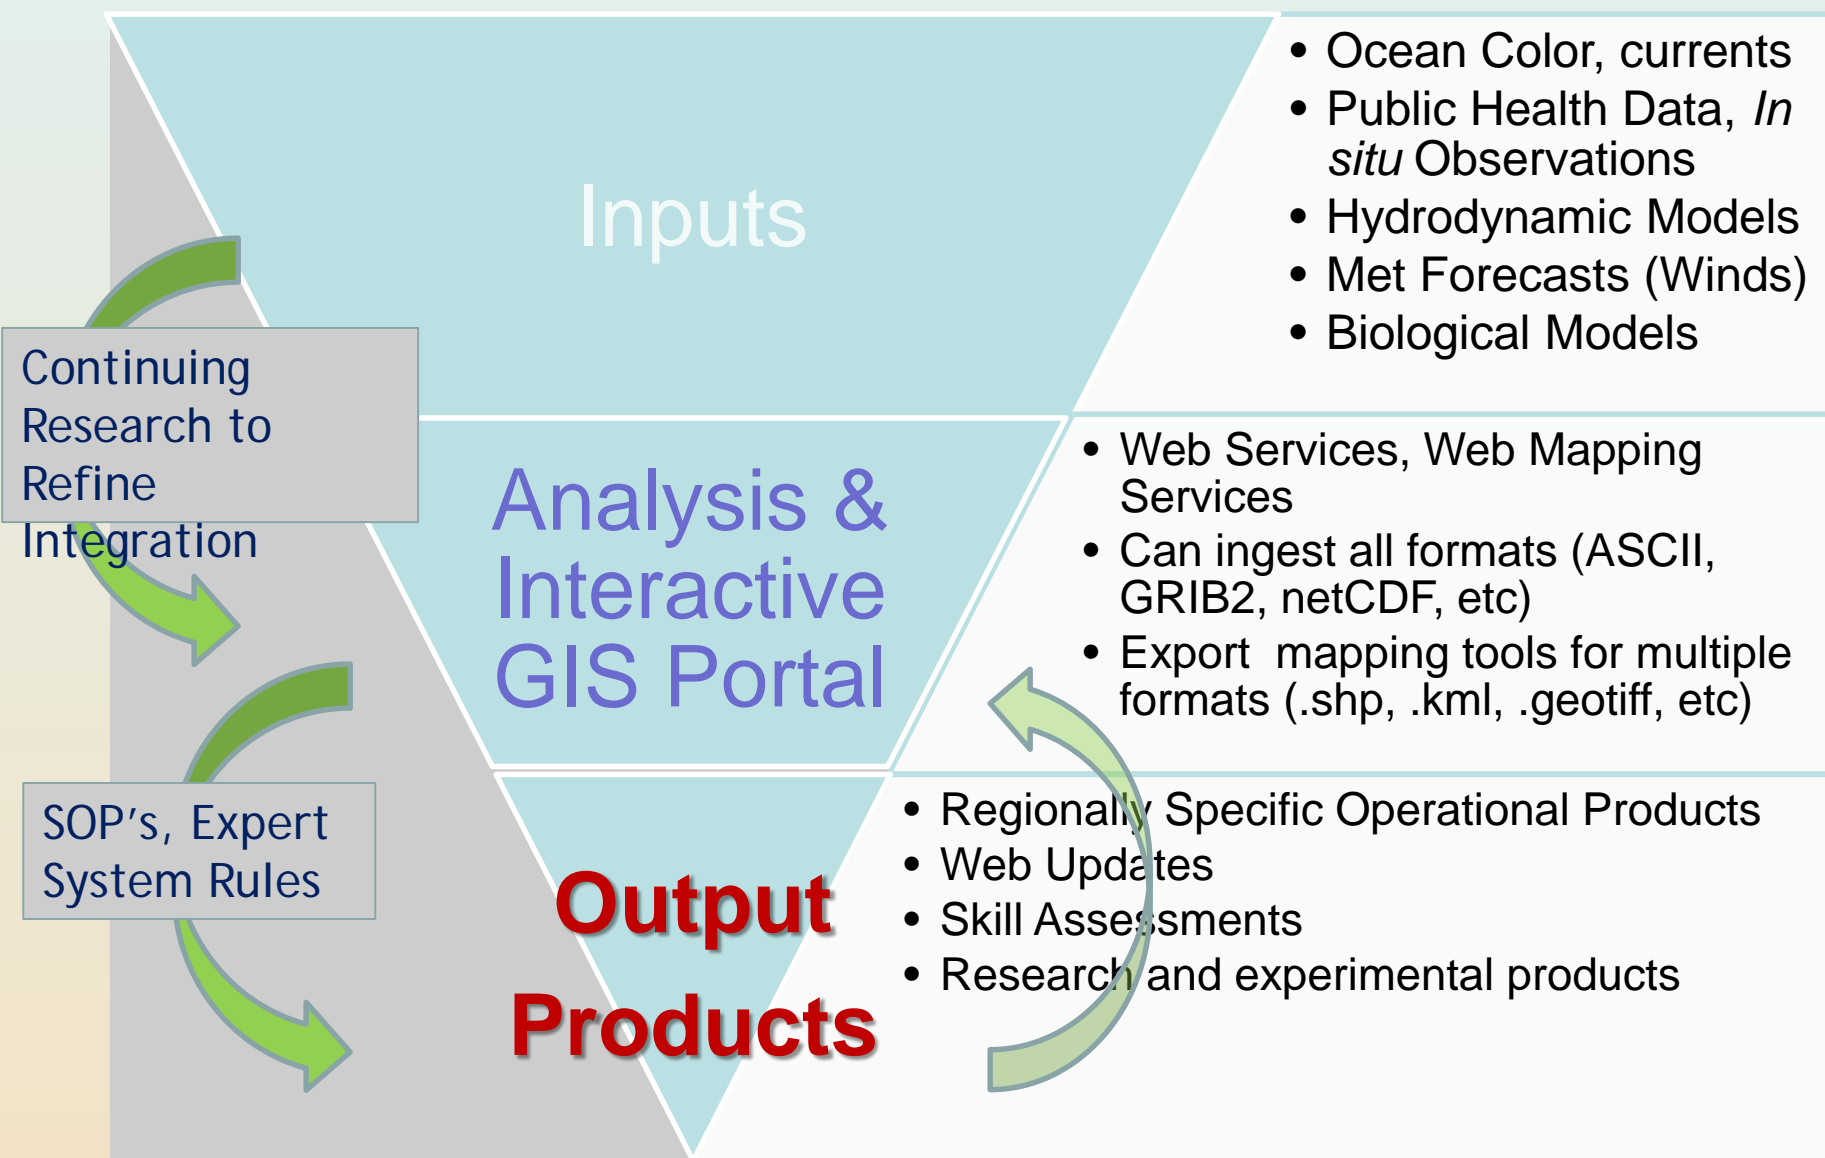 Inputs
• Ocean Color, currents
• Public Health Data, In
situ Observations
• Hydrodynamic Models
• Met Forecasts (Winds)
• Biological Models
Continuing
Research to
Refine
Integration
Analysis &
Interactive
GIS Portal
• Web Services, Web Mapping
Services
• Can ingest all formats (ASCII,
GRIB2, netCDF, etc)
• Export  mapping tools for multiple
formats (.shp, .kml, .geotiff, etc)
SOP’s, Expert
System Rules
Output
Products
• Regionally Specific Operational Products
• Web Updates
• Skill Assessments
• Research and experimental products